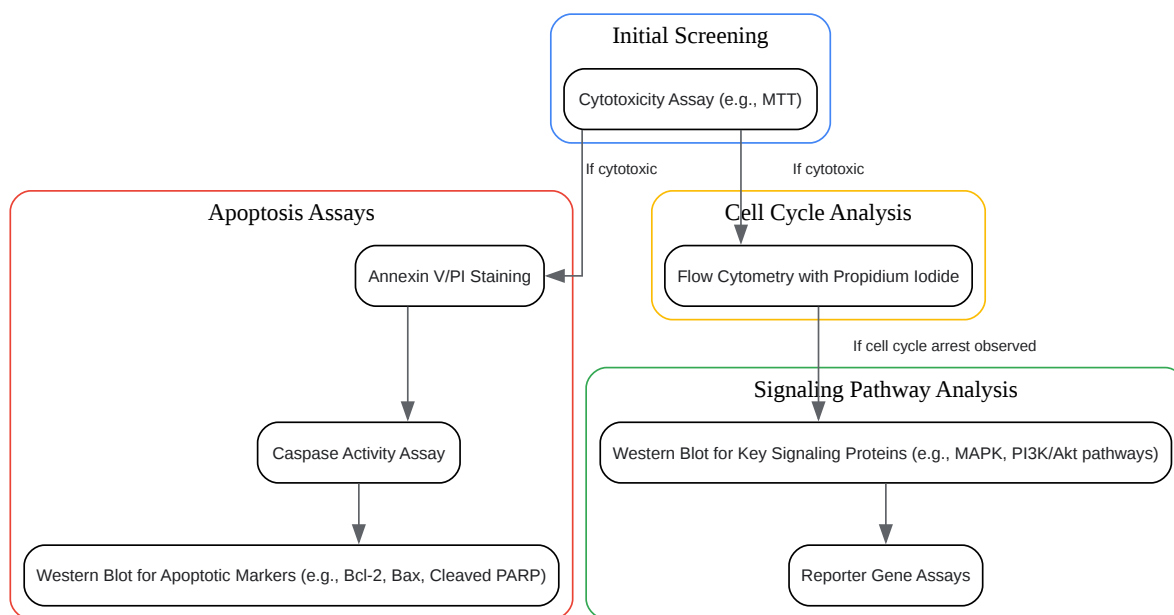 Initial Screening
Cytotoxicity Assay (e.g., MTT)
If cytotoxic
If cytotoxic
Apoptosis Assays
Cell Cycle Analysis
Annexin V/PI Staining
Flow Cytometry with Propidium Iodide
If cell cycle arrest observed
Signaling Pathway Analysis
Caspase Activity Assay
Western Blot for Key Signaling Proteins (e.g., MAPK, PI3K/Akt pathways)
Western Blot for Apoptotic Markers (e.g., Bcl-2, Bax, Cleaved PARP)
Reporter Gene Assays